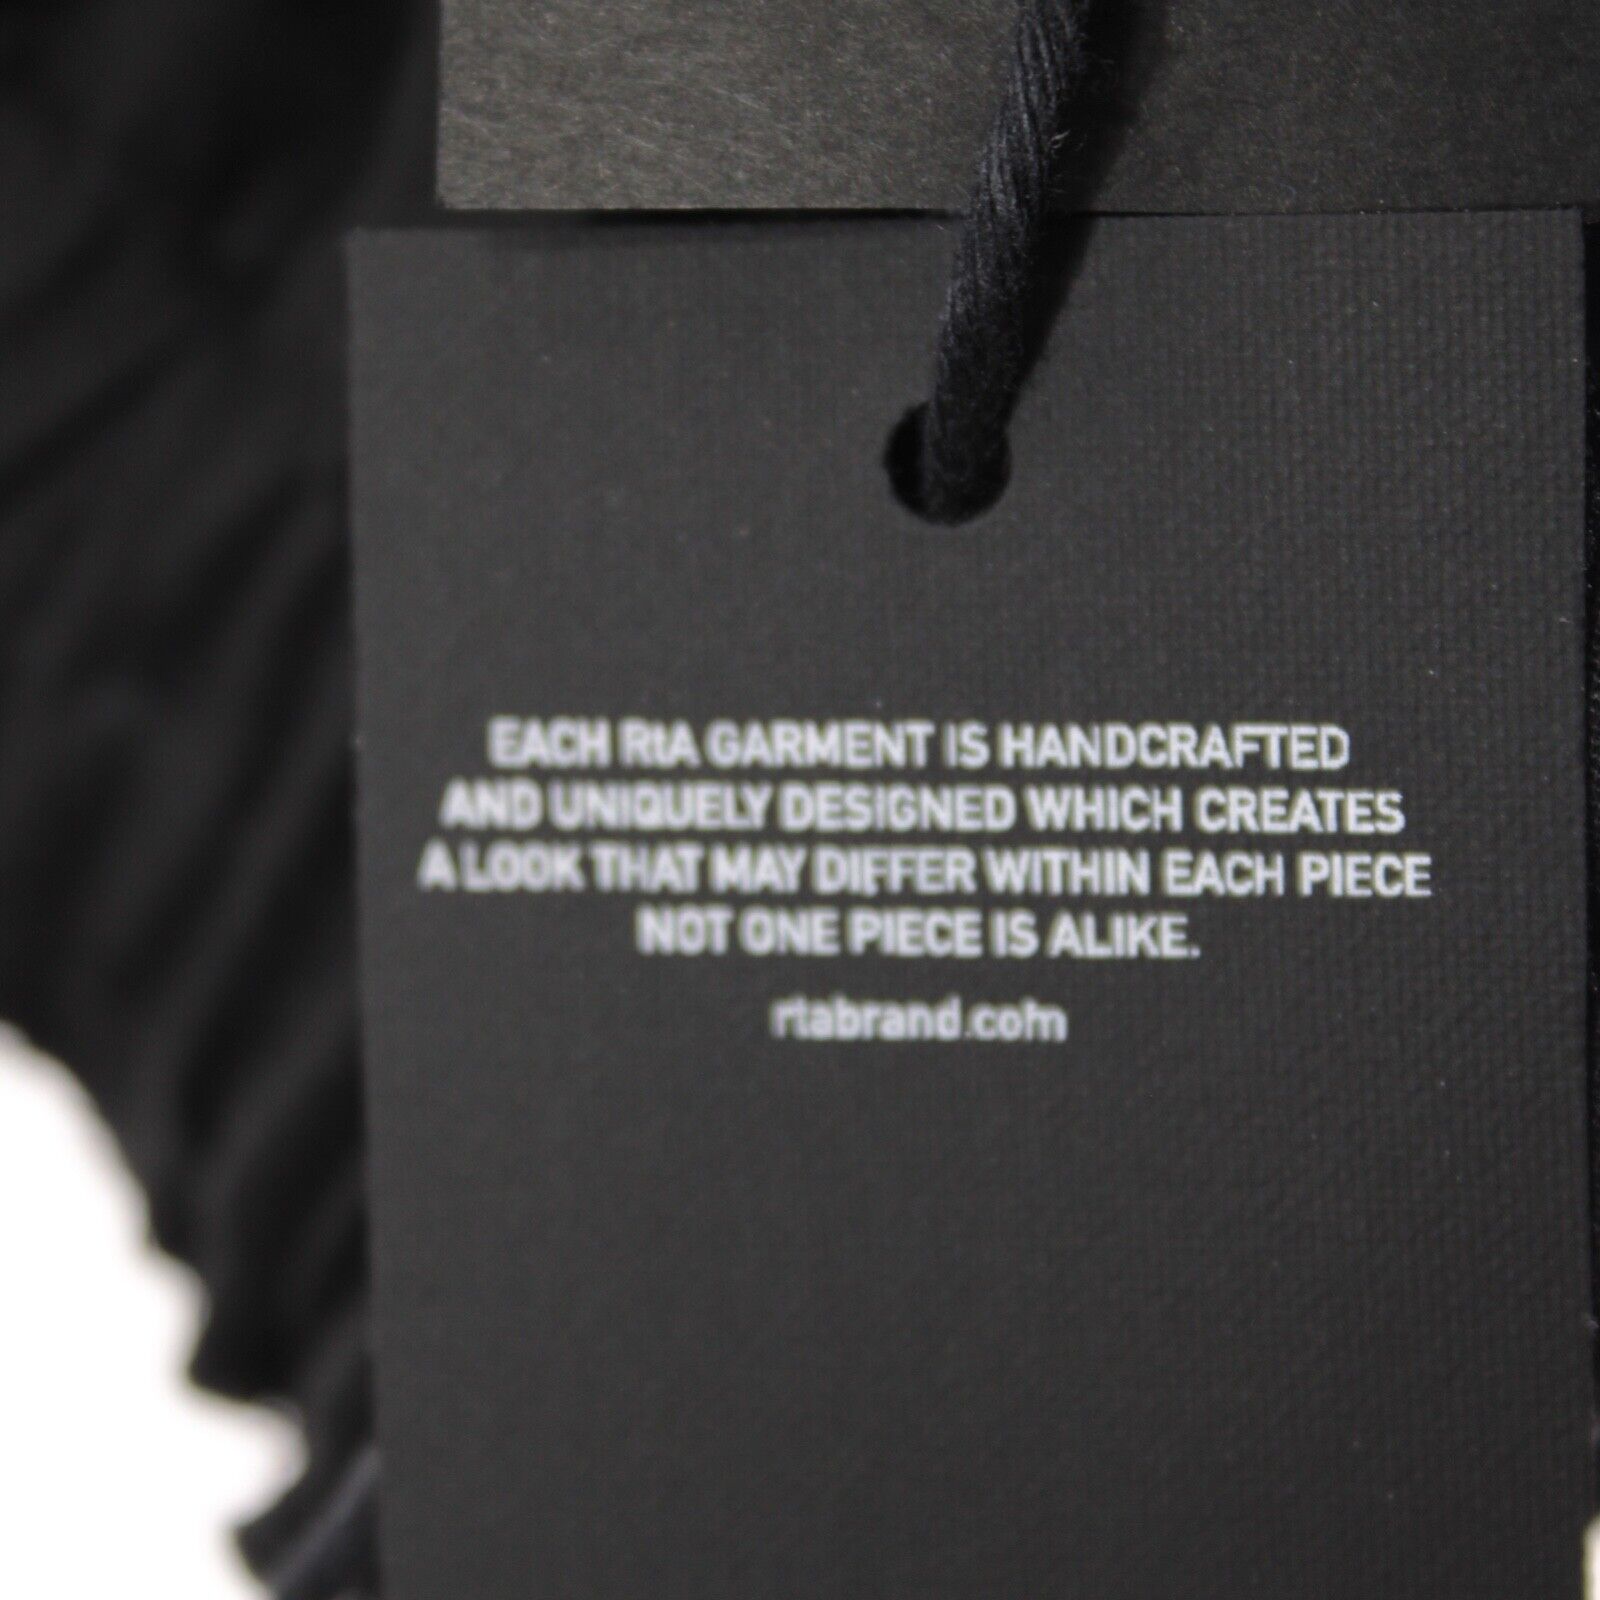 EACH RtA GARMENT IS HANDCRAFTED
AND UNIQUELY DESIGNED WHICH CREATES
A LOOK THAT MAY DIFFER WITHIN EACH PIECE
NOT ONE PIECE IS ALIKE.
rtabrand.com